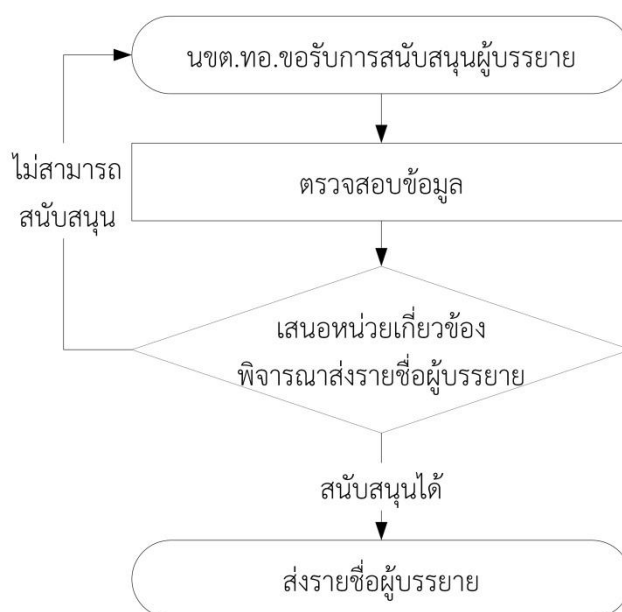 นขต.ทอ.ขอรับการสนับสนุนผู้บรรยาย
ตรวจสอบข้อมูล
ไม่สามารถ
สนับสนุน
เสนอหน่วยเกี่ยวข้อง
พิจารณาส่งรายชื่อผู้บรรยาย
สนับสนุนได้
ส่งรายชื่อผู้บรรยาย